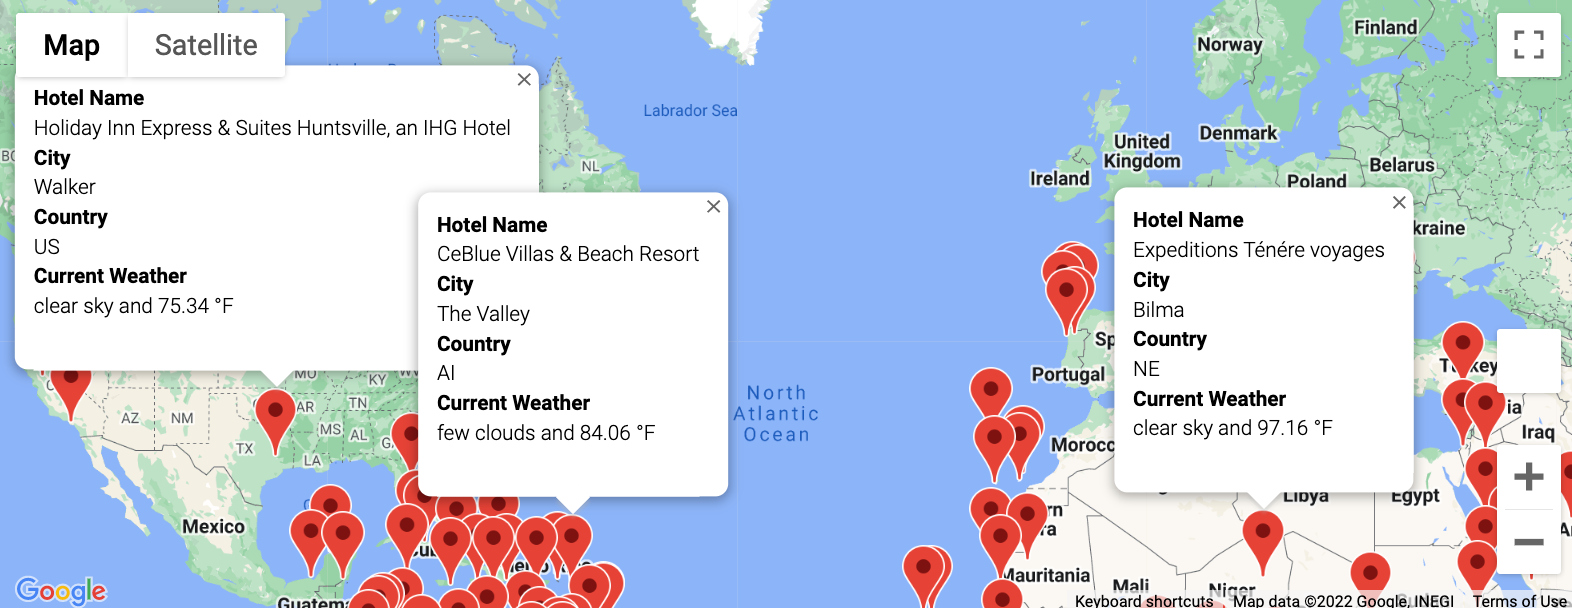 Map
Satellite
Hotel Name
Holiday Inn Express & Suites Huntsville, an IHG Hotel
City
Walker
Country
US
Current Weather
clear sky and 75.34 °F
Hotel Name
CeBlue Villas & Beach Resort
City
The Valley
Country
AI
Current Weather
few clouds and 84.06 °F
Hotel Name
Expeditions Ténére voyages
City
Bilma
Country
NE
Current Weather
clear sky and 97.16 °F
Labrador Sea
NL
Norway
Finland
Denmark
United
Kingdom
Ireland
Belarus
Poland
kraine
Portugal
Sp
North
Atlantic
Ocean
MO
KY
AZ
NM
AR
TN
MS
AL
TX
LA
Mexico
Guatema
Morocc
Libya
Egypt
Iraq
Mauritania
Mali
Niger
Google
Keyboard shortcuts
Map data ©2022 Google, INEGI
Terms of Use